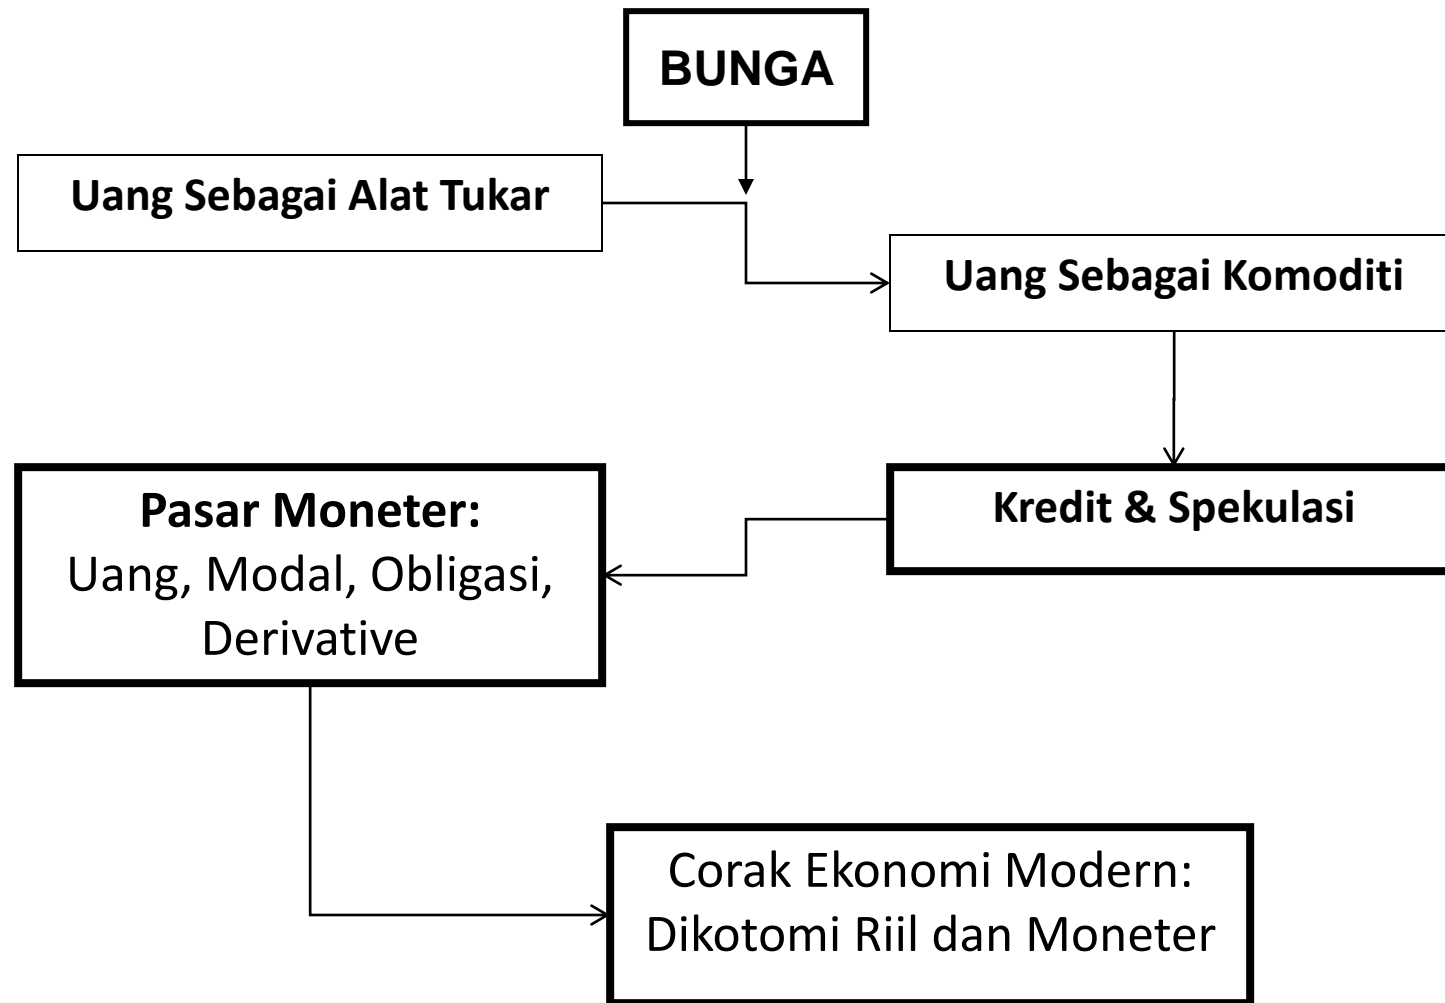 BUNGA
Uang Sebagai Alat Tukar
Uang Sebagai Komoditi
Kredit & Spekulasi
Pasar Moneter:
Uang, Modal, Obligasi,
Derivative
Corak Ekonomi Modern:
Dikotomi Riil dan Moneter